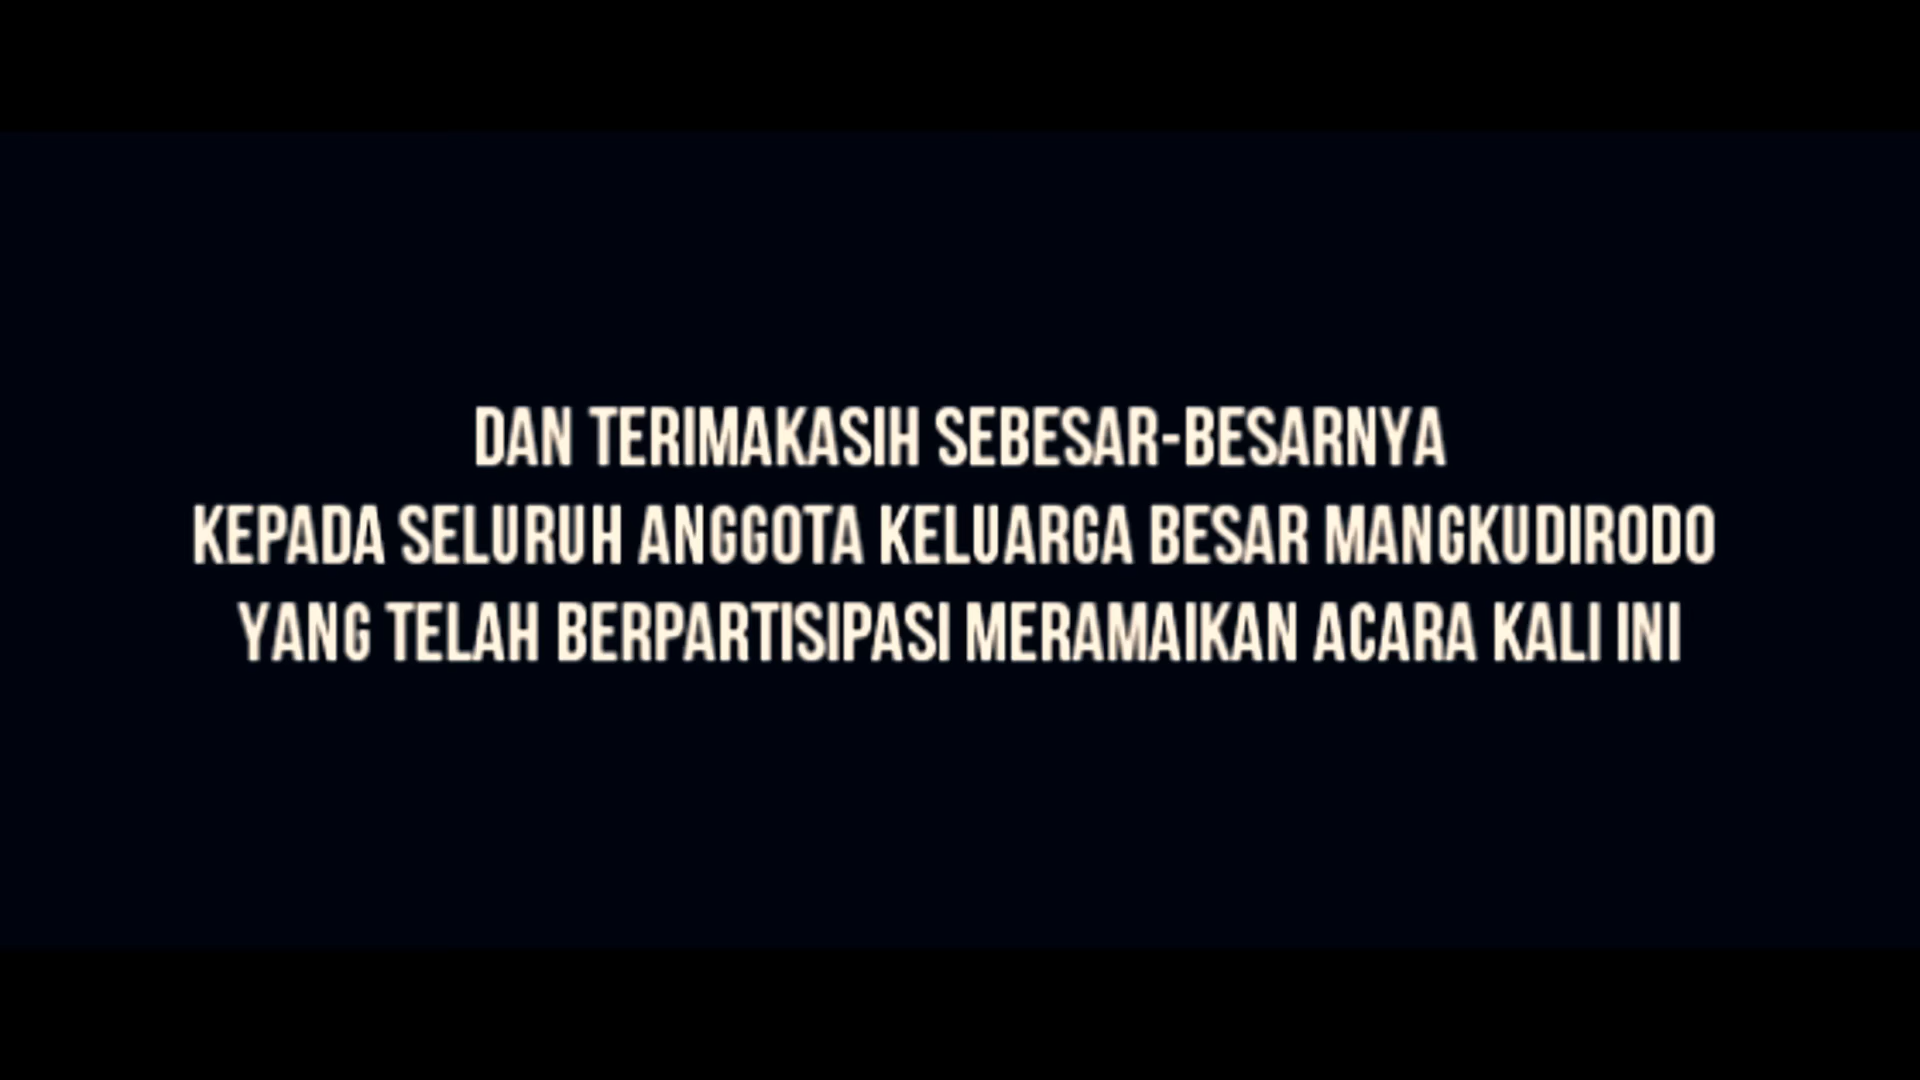 DAN TERIMAKASIH SEBESAR-BESARNYA
KEPADA SELURUH ANGGOTA KELUARGA BESAR MANGKUDIRODO
YANG TELAH BERPARTISIPASI MERAMAIKAN ACARA KALI INI